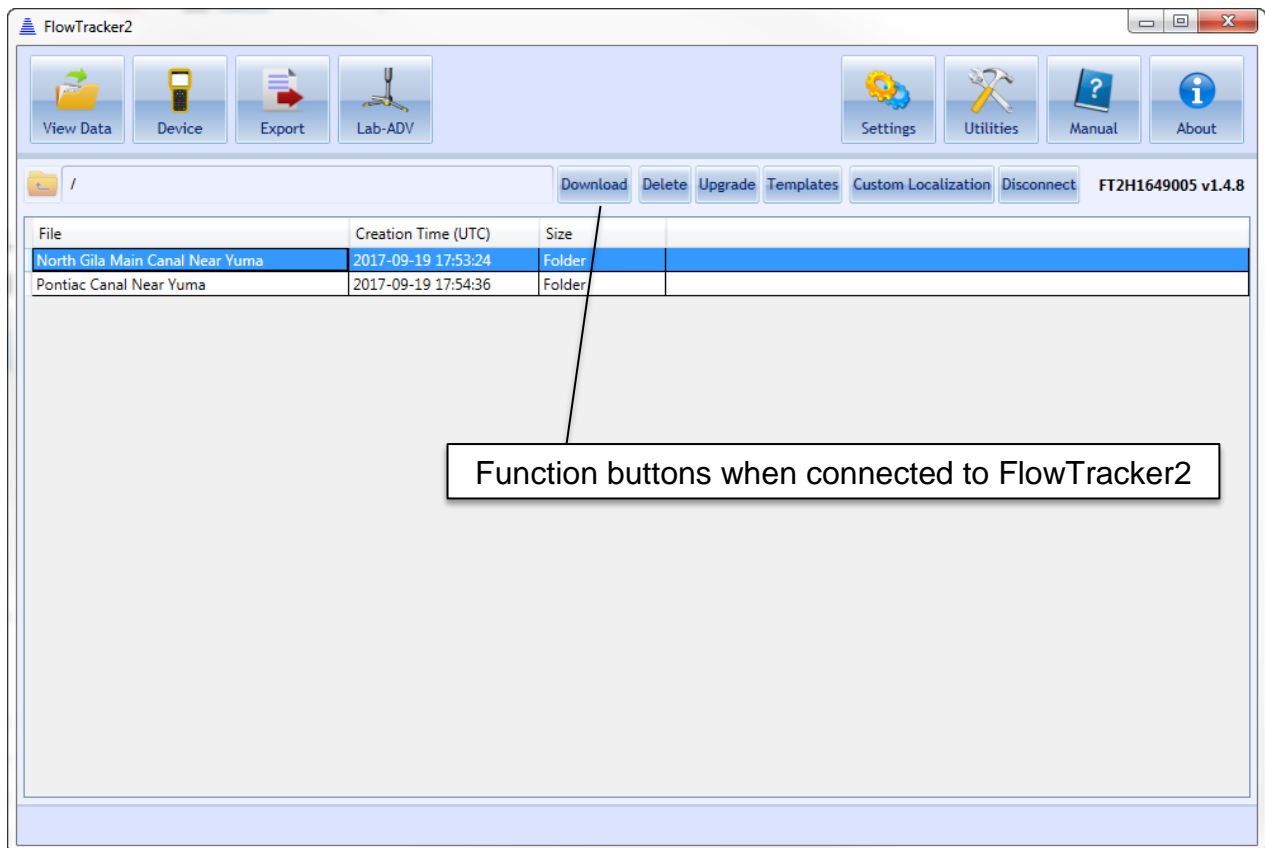 FlowTracker2
View Data Device Export Lab-ADV Settings Utilities Manual About
/ Download Delete Upgrade Templates Custom Localization Disconnect FT2H1649005 v1.4.8
File Creation Time (UTC) Size
North Gila Main Canal Near Yuma 2017-09-19 17:53:24 Folder
Pontiac Canal Near Yuma 2017-09-19 17:54:36 Folder
Function buttons when connected to FlowTracker2